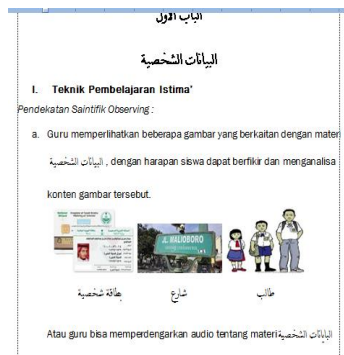 الباب الأول
البيانات الشخصية
I. Teknik Pembelajaran Istima'
Pendekatan Saintifik Observing :
a. Guru memperlihatkan beberapa gambar yang berkaitan dengan materi
البيانات الشخصية , dengan harapan siswa dapat berfikir dan menganalisa
konten gambar tersebut.
JL. MALIOBORO
بطاقة شخصية شارع طالب
Atau guru bisa memperdengarkan audio tentang materi البيانات الشخصية